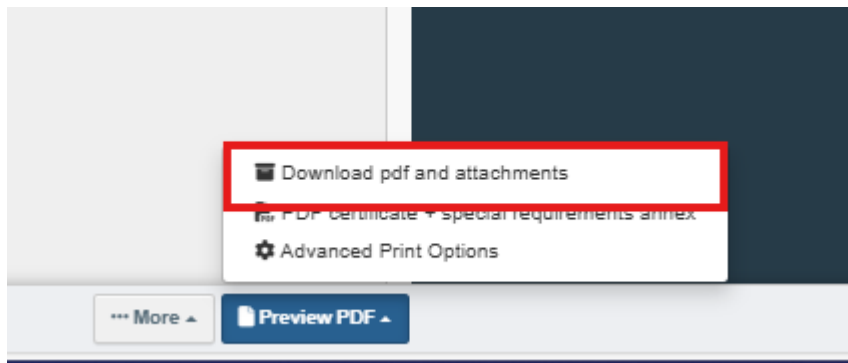 Download pdf and attachments
PDF certificate + special requirements annex
Advanced Print Options
More
Preview PDF